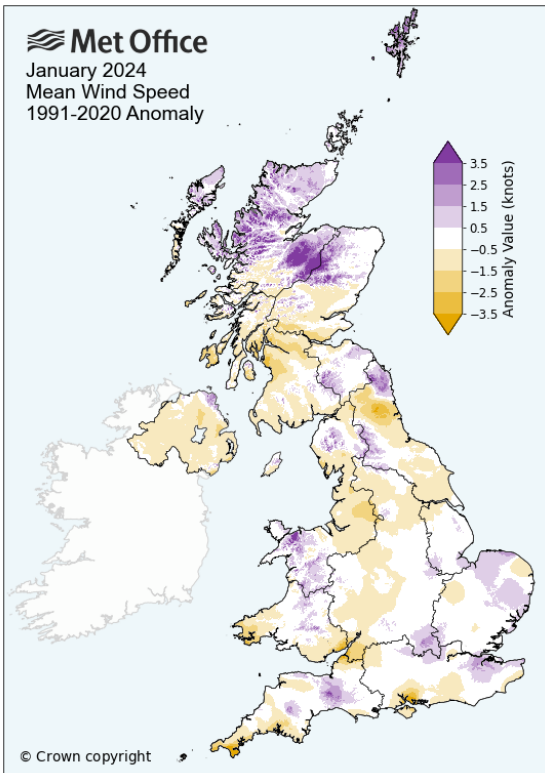 Met Office
January 2024
Mean Wind Speed
1991-2020 Anomaly
3.5
2.5
1.5
0.5
−0.5
−1.5
−2.5
−3.5
Anomaly Value (knots)
© Crown copyright